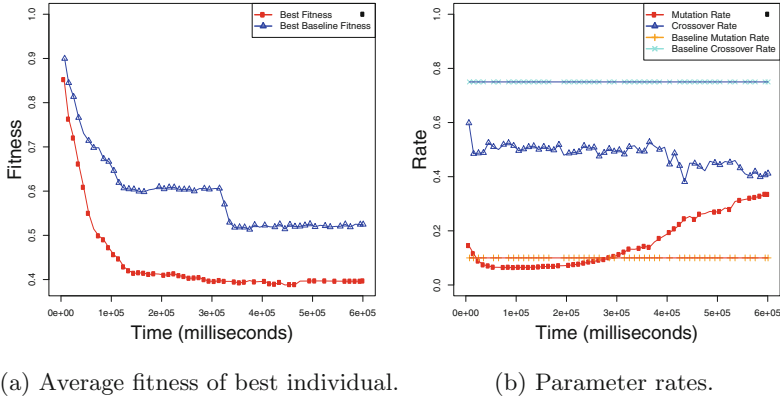 Best Fitness
Best Baseline Fitness
Fitness
1.0
0.9
0.8
0.7
0.6
0.5
0.4
0e+00 1e+05 2e+05 3e+05 4e+05 5e+05 6e+05
Time (milliseconds)
(a) Average fitness of best individual.
Mutation Rate
Crossover Rate
Baseline Mutation Rate
Baseline Crossover Rate
Rate
1.0
0.8
0.6
0.4
0.2
0.0
0e+00 1e+05 2e+05 3e+05 4e+05 5e+05 6e+05
Time (milliseconds)
(b) Parameter rates.